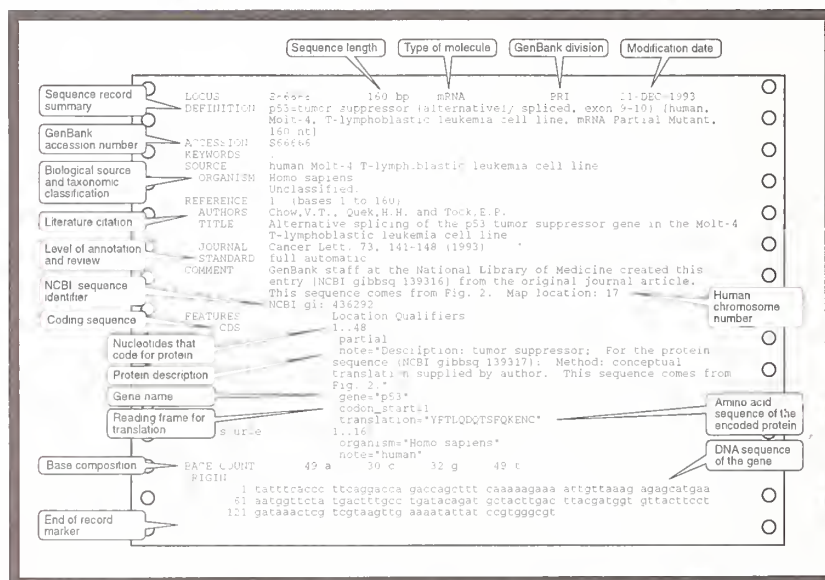 Sequence length
Type of molecule
GenBank division
Modification date
Sequence record summary
GenBank accession number
Biological source and taxonomic classification
Literature citation
Level of annotation and review
NCBI sequence identifier
Coding sequence
Nucleotides that code for protein
Protein description
Gene name
Reading frame for translation
Base composition
End of record marker
Human chromosome number
Amino acid sequence of the encoded protein
DNA sequence of the gene
LOCUS 160 bp mRNA PRI 21-DEC-1993
DEFINITION p53=tumor suppressor {alternatively spliced, exon 9-10} [human,
Molt-4, T-lymphoblastic leukemia cell line, mRNA Partial Mutant,
160 nt]
ACCESSION S66666
KEYWORDS .
SOURCE human Molt-4 T-lymphoblastic leukemia cell line
ORGANISM Homo sapiens
Unclassified.
REFERENCE 1 (bases 1 to 160)
AUTHORS Chow,V.T., Quek,H.H. and Tock,E.P.
TITLE Alternative splicing of the p53 tumor suppressor gene in the Molt-4
T-lymphoblastic leukemia cell line
JOURNAL Cancer Lett. 73, 141-148 (1993)
STANDARD full automatic
COMMENT GenBank staff at the National Library of Medicine created this
entry [NCBI gibbsq 139316] from the original journal article.
This sequence comes from Fig. 2. Map location: 17
NCBI gi: 436292
FEATURES Location Qualifiers
CDS 1..48
partial
note="Description: tumor suppressor; For the protein
sequence (NCBI gibbsq 139317): Method: conceptual
translation supplied by author. This sequence comes from
Fig. 2."
gene="p53"
codon_start=1
translation="YFTLQDQTSFQKENC"
source 1..16
organism="Homo sapiens"
note="human"
BASE COUNT 49 a 30 c 32 g 49 t
ORIGIN
1 tatttcaccc ttcaggatca gaccagcttt caaaaagaaa attgttaaag agagcatgaa
61 aatggttcta tgactttgcc tgatacagat gctacttgac ttacgatggt gttacttcct
121 gataaactcg tcgtaagttg aaaatattat ccgtgggcgt